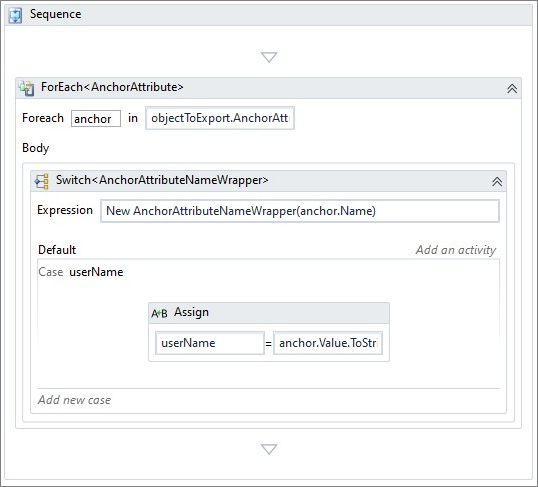 Sequence
ForEach<AnchorAttribute>
Foreach anchor in objectToExport.AnchorAtt
Body
Switch<AnchorAttributeNameWrapper>
Expression New AnchorAttributeNameWrapper(anchor.Name)
Default Add an activity
Case userName
A=B Assign
userName = anchor.Value.ToStr
Add new case